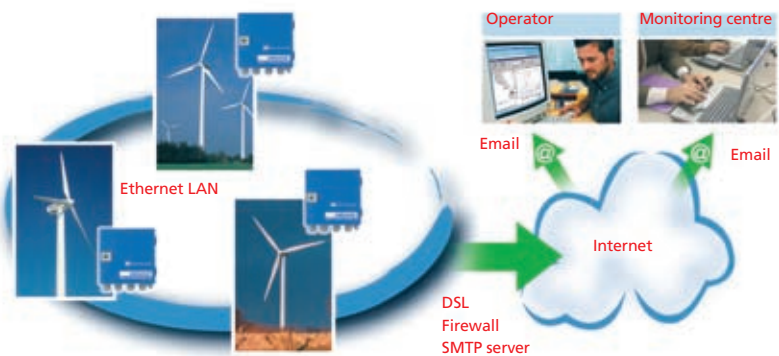 Operator
Monitoring centre
Email
Email
Ethernet LAN
Internet
DSL
Firewall
SMTP server